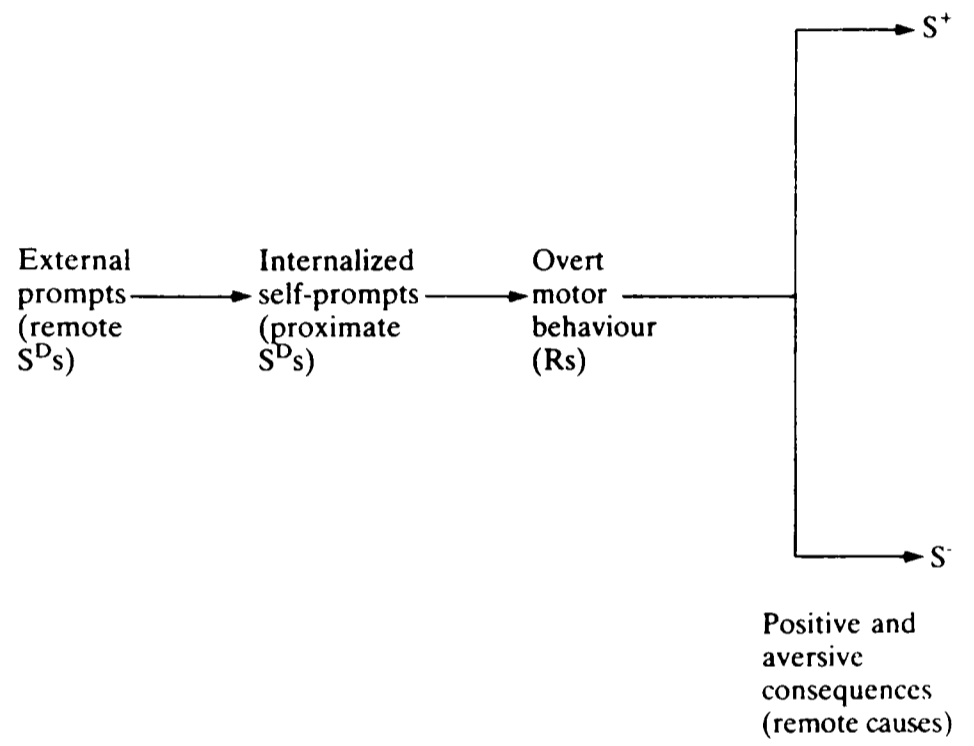 S⁺
External
prompts
(remote
Sᴰs)
Internalized
self-prompts
(proximate
Sᴰs)
Overt
motor
behaviour
(Rs)
S⁻
Positive and
aversive
consequences
(remote causes)